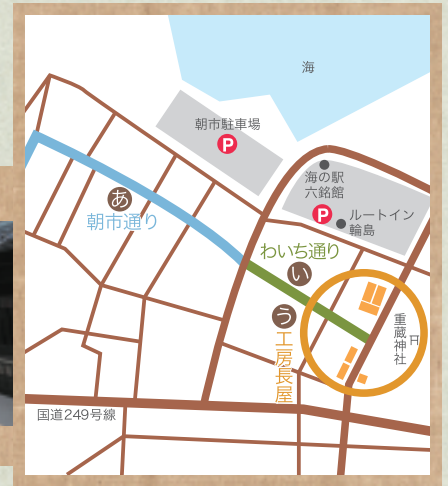 海
朝市駐車場
P
海の駅
六銘館
P
ルートイン
輪島
あ
朝市通り
わいち通り
い
う
工房長屋
重蔵神社
国道249号線